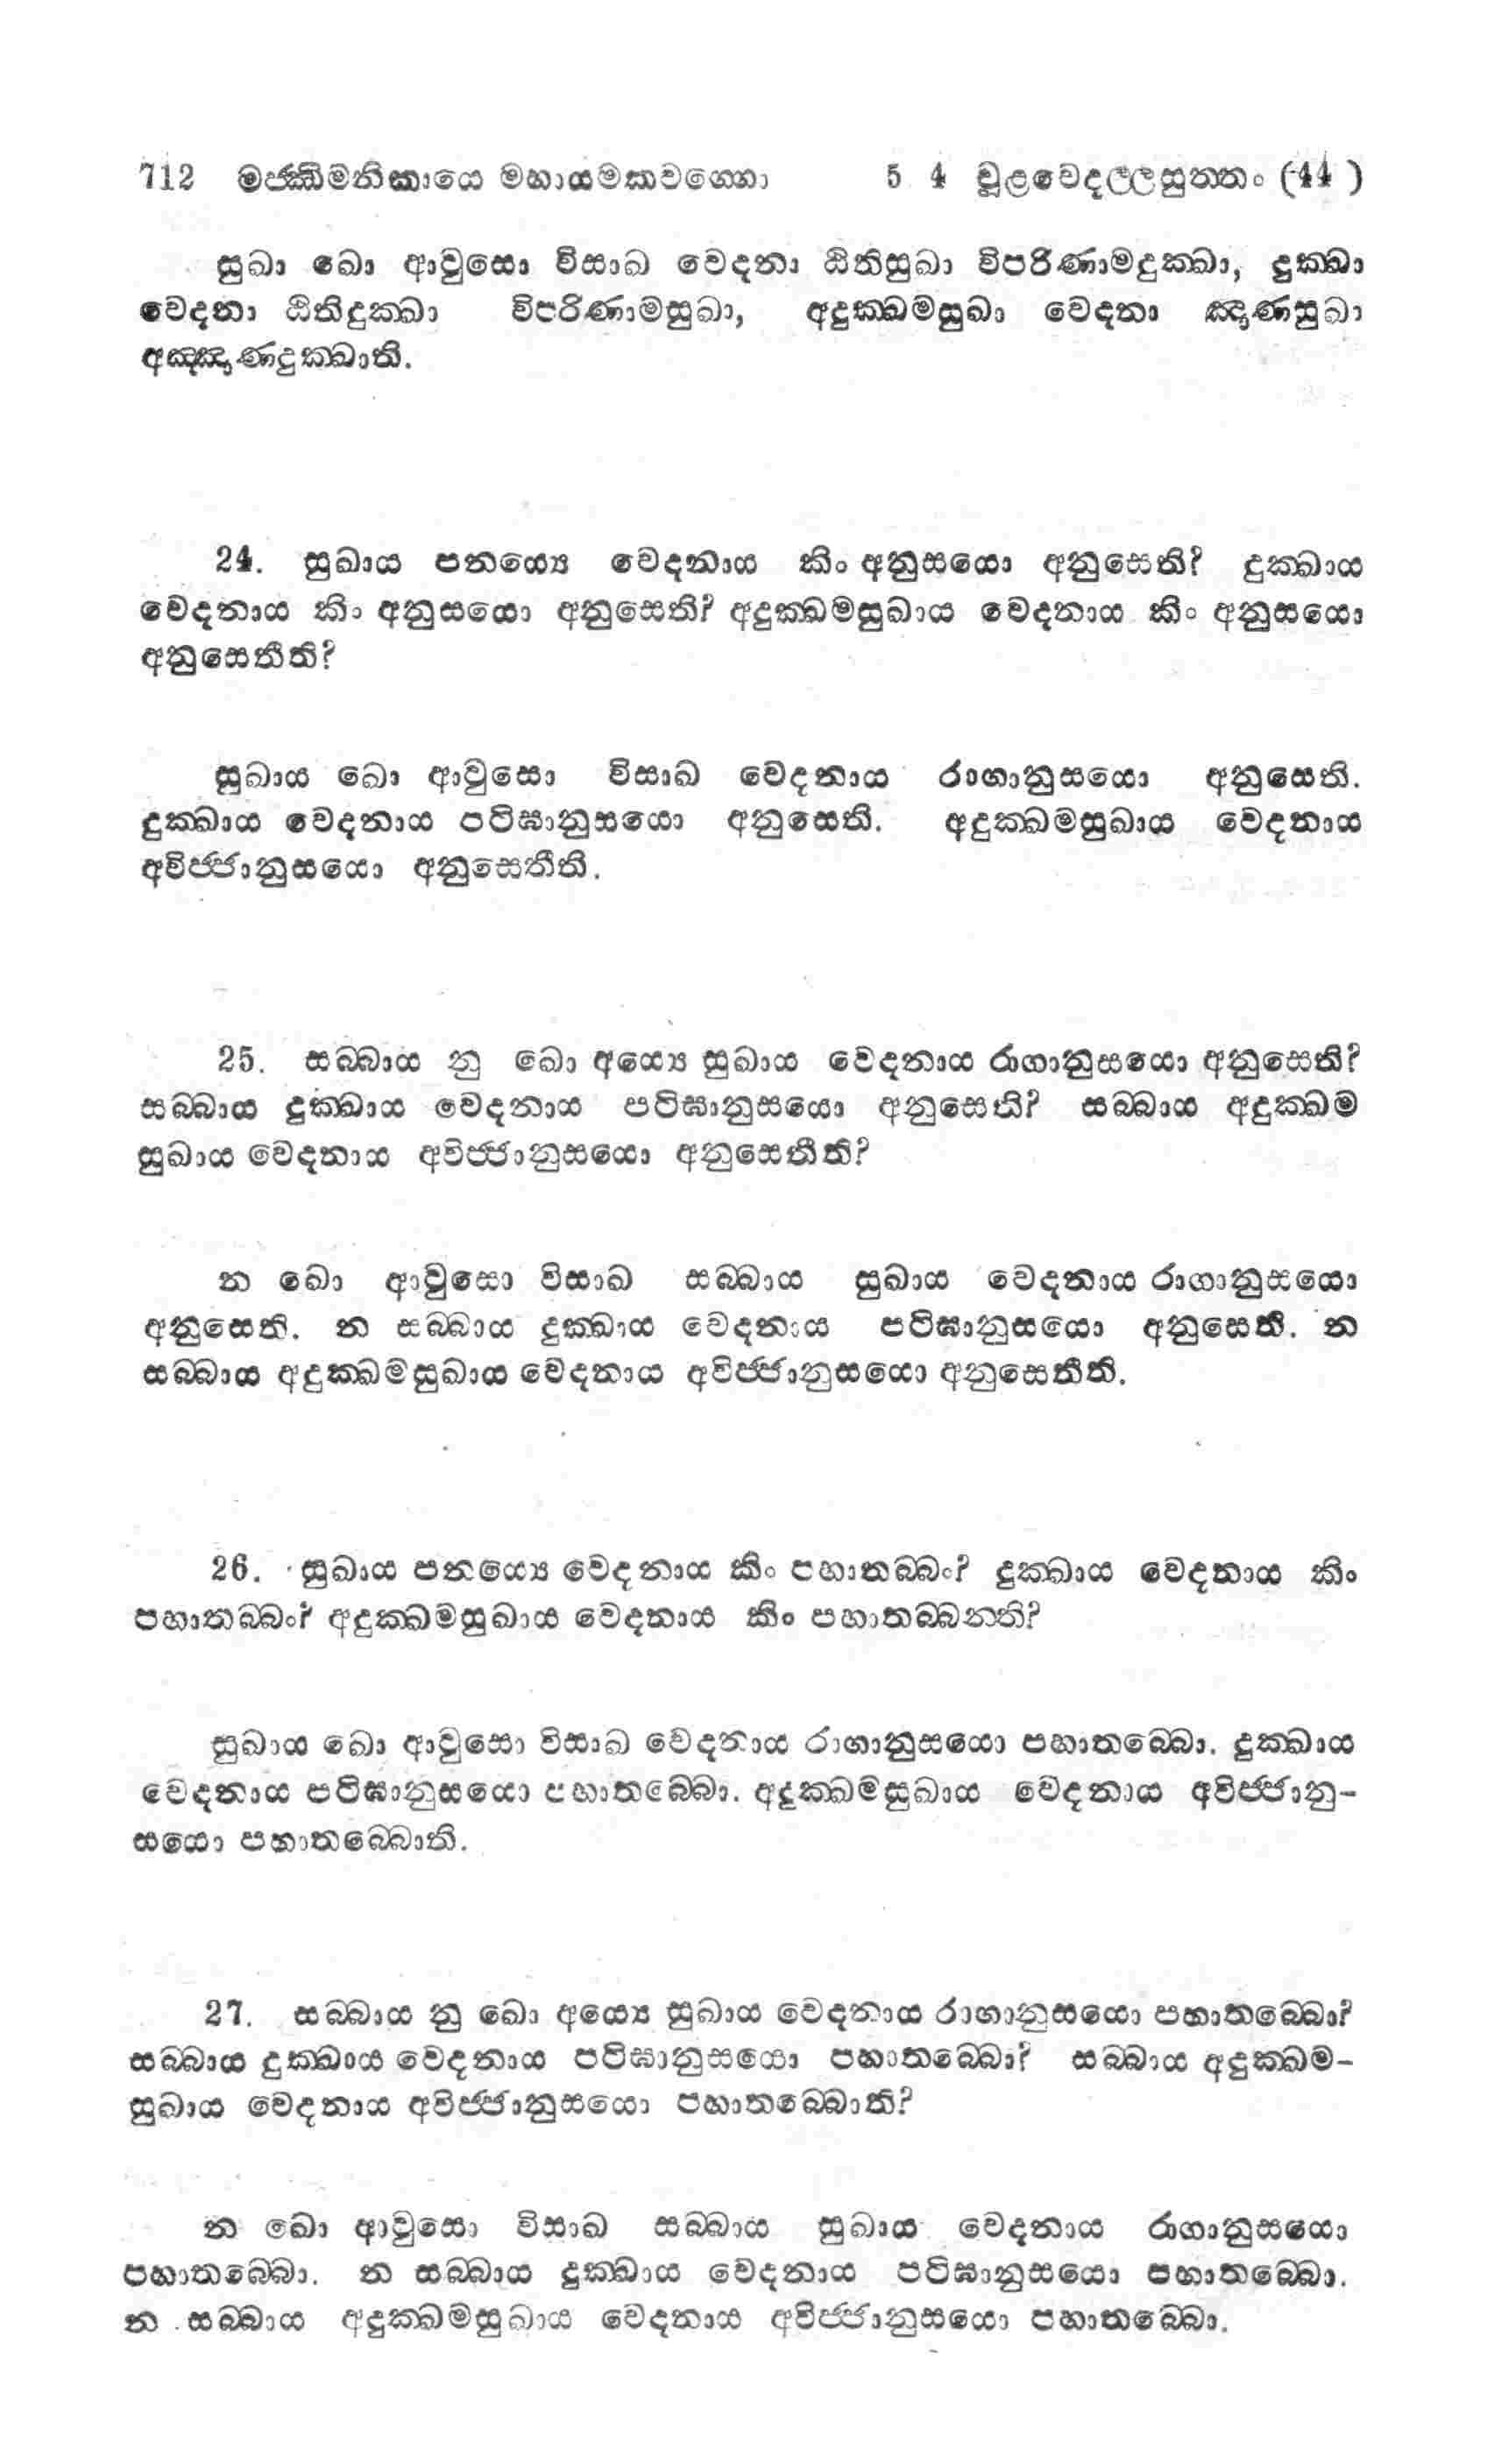 712 මජ්ඣිමනිකායෙ මහායමකවග්ගො 5 4 චූළවෙදල්ලසුත්තං (44)
සුඛා ඛො ආවුසො විසාඛ වෙදනා ඨිතිසුඛා විපරිණාමදුක්ඛා, දුක්ඛා
වෙදනා ඨිතිදුක්ඛා විපරිණාමසුඛා, අදුක්ඛමසුඛා වෙදනා ඤාණසුඛා
අඤ්ඤාණදුක්ඛාති.
24. සුඛාය පනය්‍යෙ වෙදනාය කිං අනුසයො අනුසෙති? දුක්ඛාය
වෙදනාය කිං අනුසයො අනුසෙති? අදුක්ඛමසුඛාය වෙදනාය කිං අනුසයො
අනුසෙතීති?
සුඛාය ඛො ආවුසො විසාඛ වෙදනාය රාගානුසයො අනුසෙති.
දුක්ඛාය වෙදනාය පටිඝානුසයො අනුසෙති. අදුක්ඛමසුඛාය වෙදනාය
අවිජ්ජානුසයො අනුසෙතීති.
25. සබ්බාය නු ඛො අය්‍යෙ සුඛාය වෙදනාය රාගානුසයො අනුසෙති?
සබ්බාය දුක්ඛාය වෙදනාය පටිඝානුසයො අනුසෙති? සබ්බාය අදුක්ඛම
සුඛාය වෙදනාය අවිජ්ජානුසයො අනුසෙතීති?
න ඛො ආවුසො විසාඛ සබ්බාය සුඛාය වෙදනාය රාගානුසයො
අනුසෙති. න සබ්බාය දුක්ඛාය වෙදනාය පටිඝානුසයො අනුසෙති. න
සබ්බාය අදුක්ඛමසුඛාය වෙදනාය අවිජ්ජානුසයො අනුසෙතීති.
26. සුඛාය පනය්‍යෙ වෙදනාය කිං පහාතබ්බං? දුක්ඛාය වෙදනාය කිං
පහාතබ්බං? අදුක්ඛමසුඛාය වෙදනාය කිං පහාතබ්බන්ති?
සුඛාය ඛො ආවුසො විසාඛ වෙදනාය රාගානුසයො පහාතබ්බො. දුක්ඛාය
වෙදනාය පටිඝානුසයො පහාතබ්බො. අදුක්ඛමසුඛාය වෙදනාය අවිජ්ජානු-
සයො පහාතබ්බොති.
27. සබ්බාය නු ඛො අය්‍යෙ සුඛාය වෙදනාය රාගානුසයො පහාතබ්බො?
සබ්බාය දුක්ඛාය වෙදනාය පටිඝානුසයො පහාතබ්බො? සබ්බාය අදුක්ඛම-
සුඛාය වෙදනාය අවිජ්ජානුසයො පහාතබ්බොති?
න ඛො ආවුසො විසාඛ සබ්බාය සුඛාය වෙදනාය රාගානුසයො
පහාතබ්බො. න සබ්බාය දුක්ඛාය වෙදනාය පටිඝානුසයො පහාතබ්බො.
න සබ්බාය අදුක්ඛමසුඛාය වෙදනාය අවිජ්ජානුසයො පහාතබ්බො.